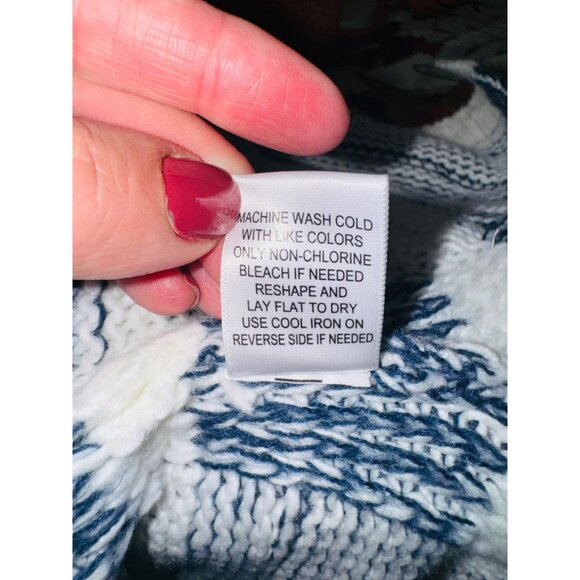 MACHINE WASH COLD
WITH LIKE COLORS
ONLY NON-CHLORINE
BLEACH IF NEEDED
RESHAPE AND
LAY FLAT TO DRY
USE COOL IRON ON
REVERSE SIDE IF NEEDED